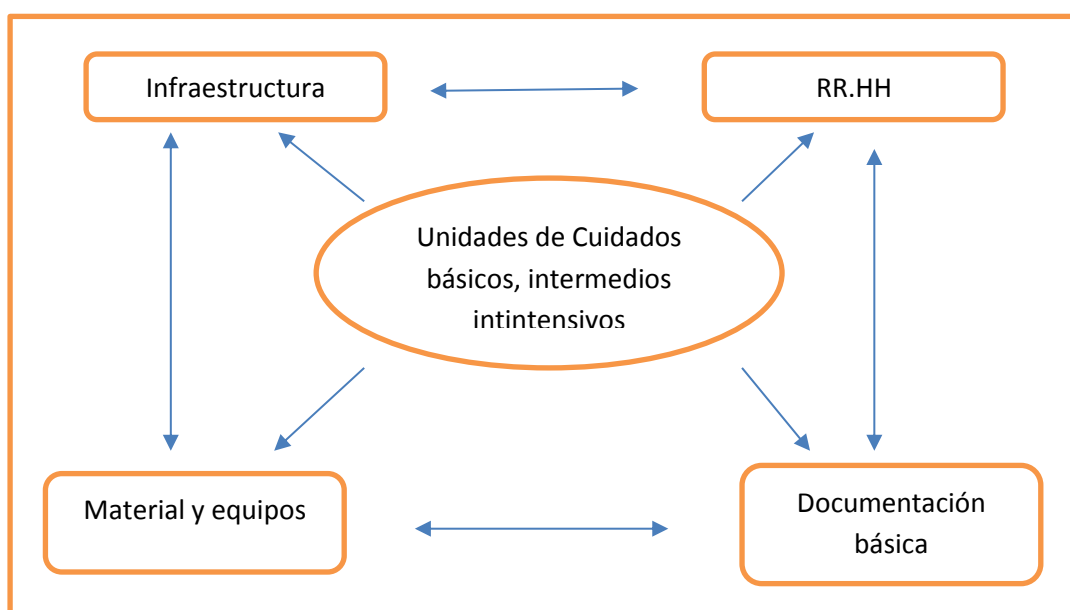 Infraestructura
RR.HH
Unidades de Cuidados
básicos, intermedios
intintensivos
Material y equipos
Documentación
básica